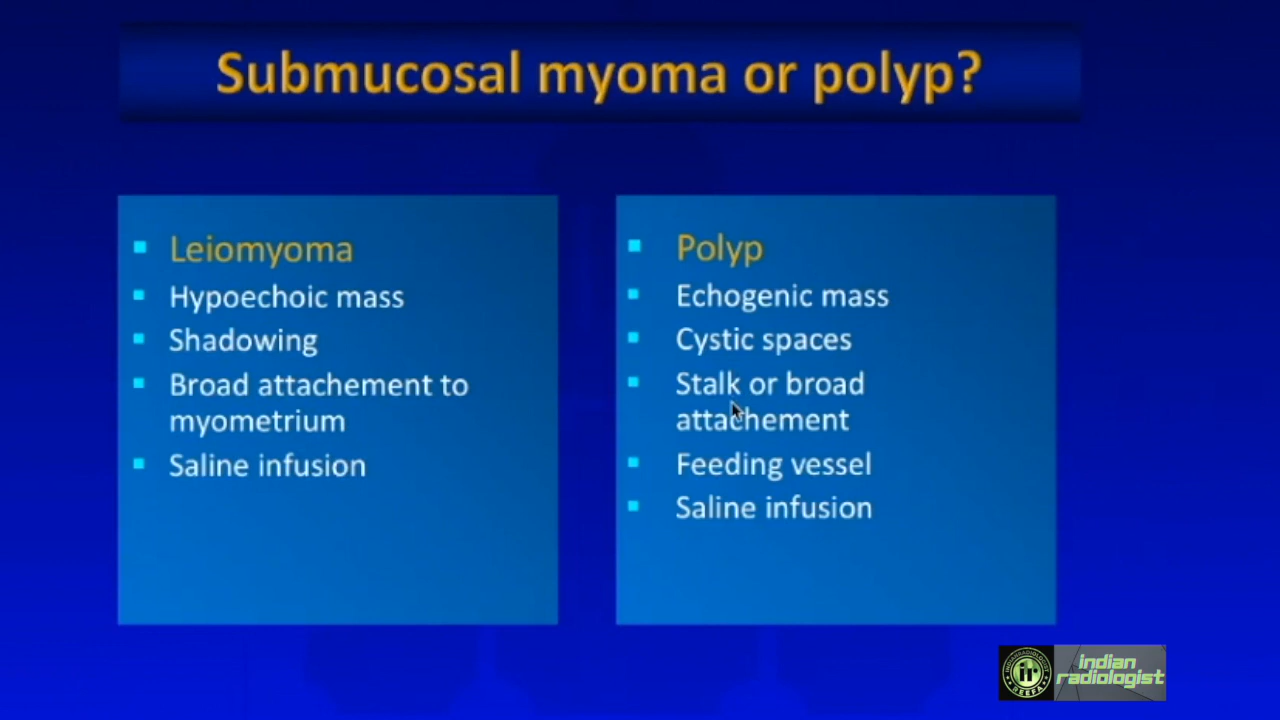 Submucosal myoma or polyp?
Leiomyoma
Hypoechoic mass
Shadowing
Broad attachement to
myometrium
Saline infusion
Polyp
Echogenic mass
Cystic spaces
Stalk or broad
attachement
Feeding vessel
Saline infusion
indian
radiologist